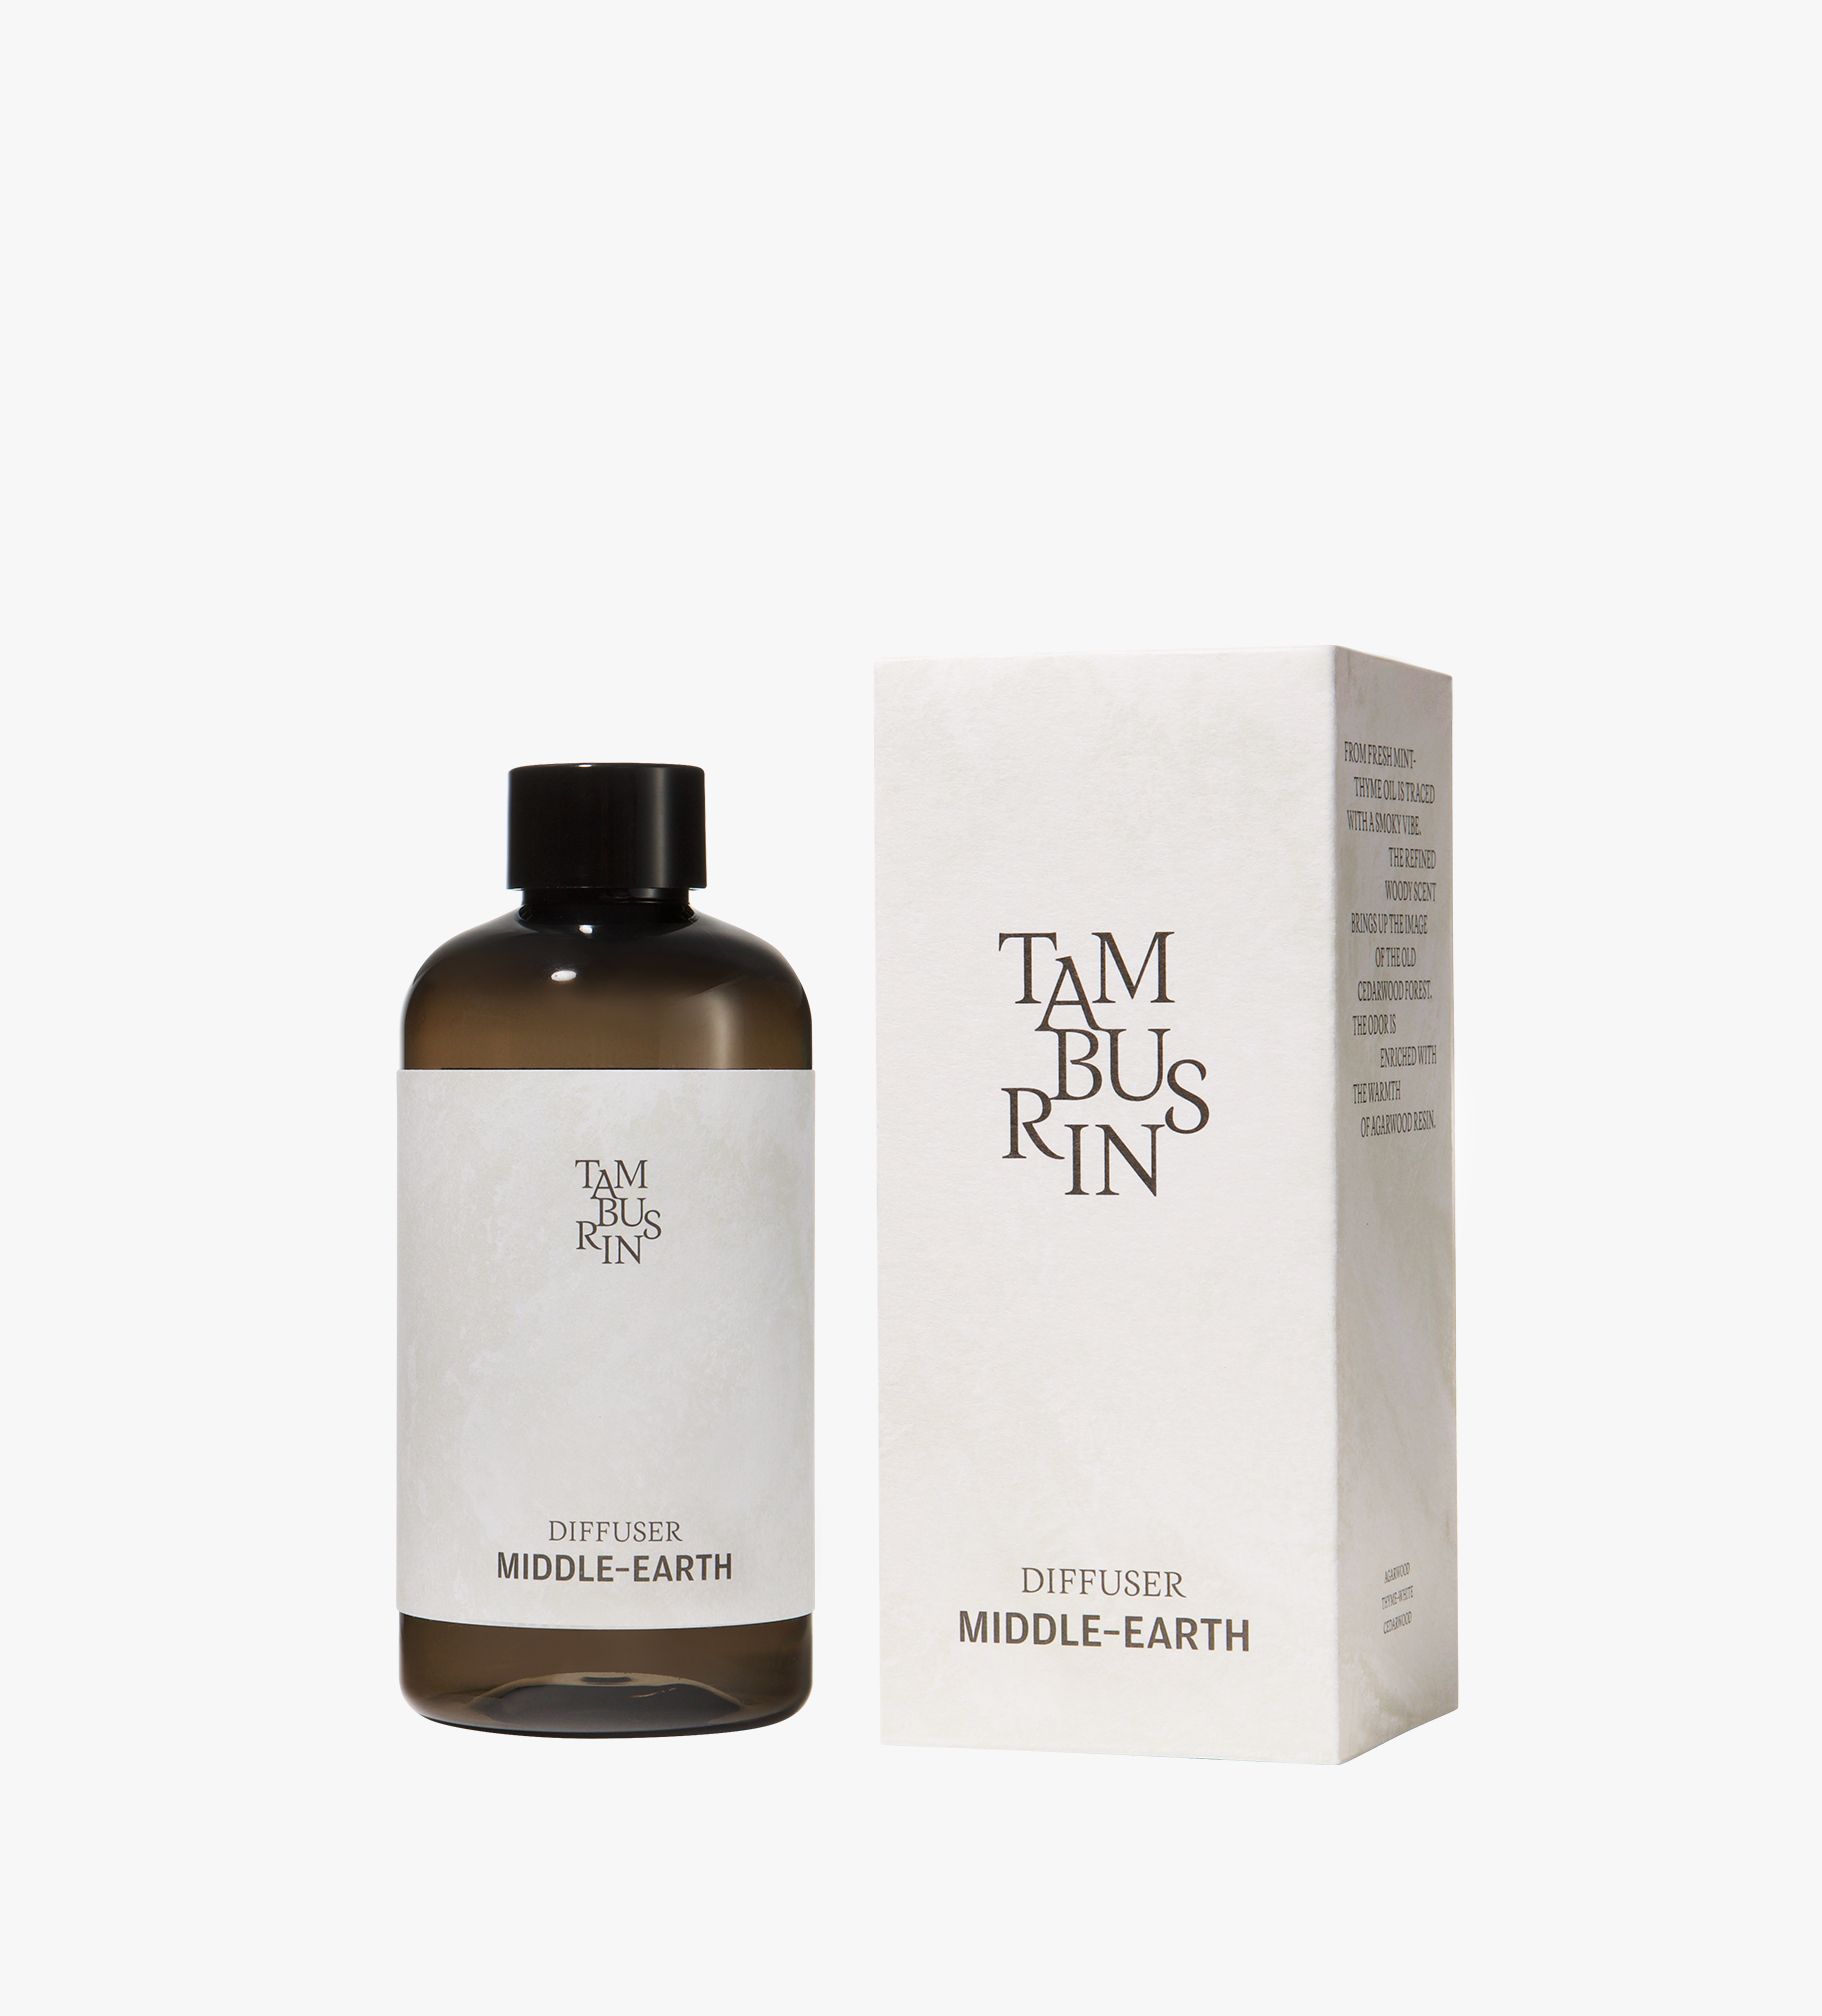 TAM
BUS
RIN
DIFFUSER
MIDDLE-EARTH
TAM
BUS
RIN
DIFFUSER
MIDDLE-EARTH
FROM FRESH MINT-
THYME OIL IS TRACED
WITH A SMOKY VIBE.
THE REFINED
WOODY SCENT
BRINGS UP THE IMAGE
OF THE OLD
CEDARWOOD FOREST.
THE ODOR IS
ENRICHED WITH
THE WARMTH
OF AGARWOOD RESIN.
AGARWOOD
THYME-WHITE
CEDARWOOD